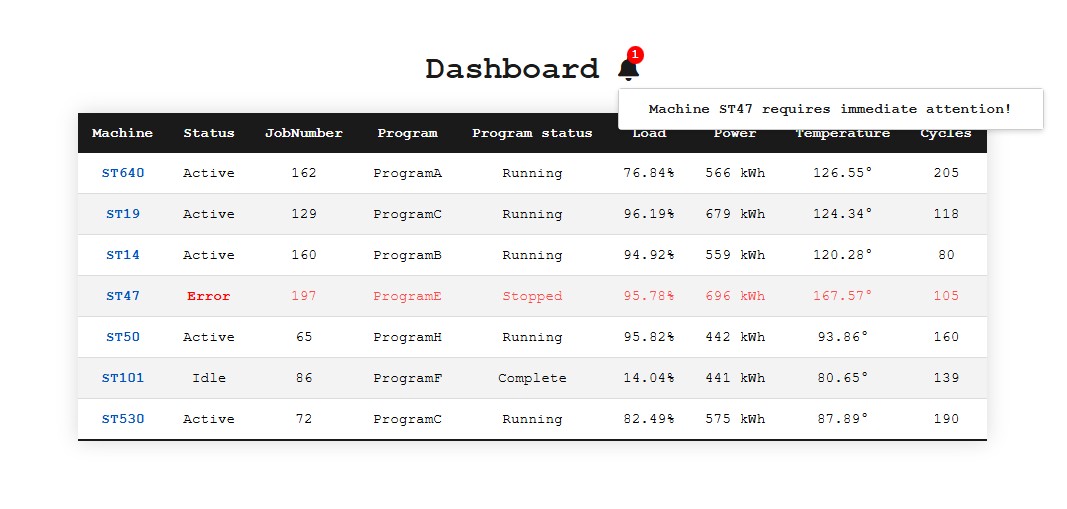 Dashboard 1
Machine ST47 requires immediate attention!
Machine Status JobNumber Program Program status Load Power Temperature Cycles
ST640 Active 162 ProgramA Running 76.84% 566 kWh 126.55° 205
ST19 Active 129 ProgramC Running 96.19% 679 kWh 124.34° 118
ST14 Active 160 ProgramB Running 94.92% 559 kWh 120.28° 80
ST47 Error 197 ProgramE Stopped 95.78% 696 kWh 167.57° 105
ST50 Active 65 ProgramH Running 95.82% 442 kWh 93.86° 160
ST101 Idle 86 ProgramF Complete 14.04% 441 kWh 80.65° 139
ST530 Active 72 ProgramC Running 82.49% 575 kWh 87.89° 190